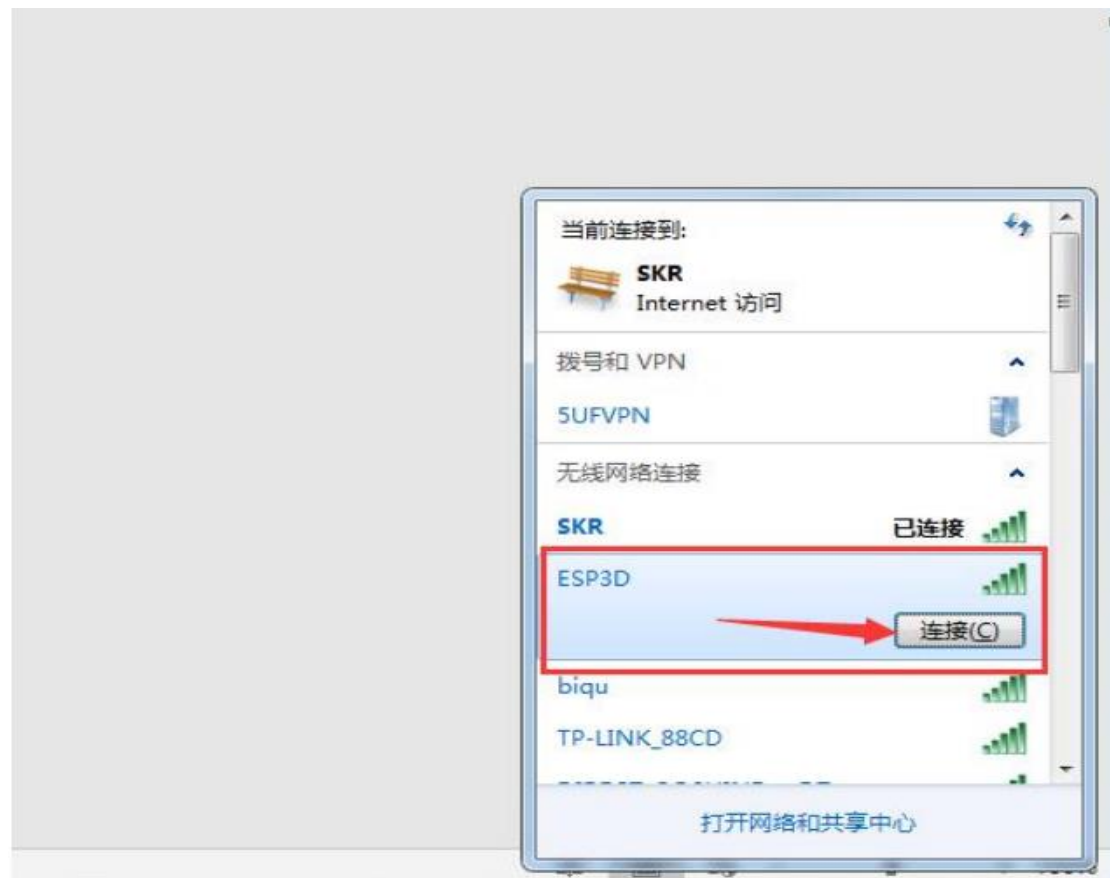 当前连接到:
SKR
Internet 访问
拨号和 VPN
5UFVPN
无线网络连接
SKR 已连接
ESP3D
连接(C)
biqu
TP-LINK_88CD
打开网络和共享中心